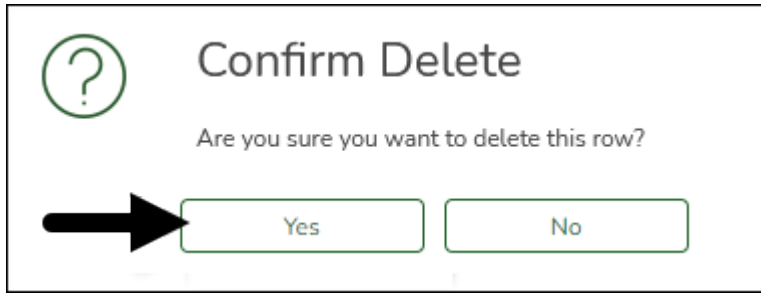 ?
Confirm Delete
Are you sure you want to delete this row?
Yes
No